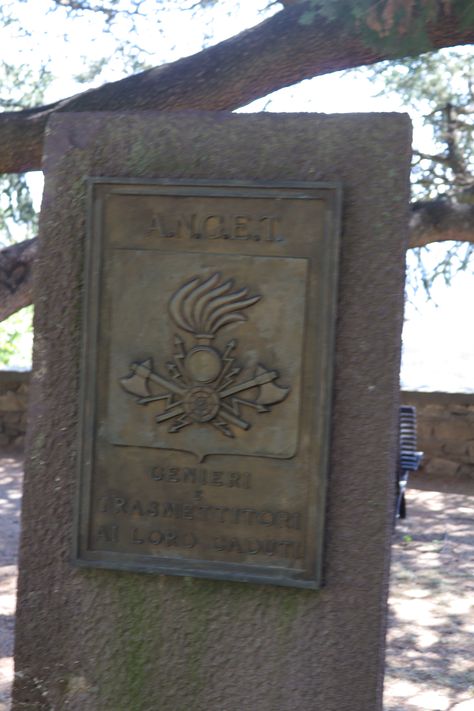 A.N.G.E.T.
GENIERI
E
TRASMETTITORI
AI LORO CADUTI